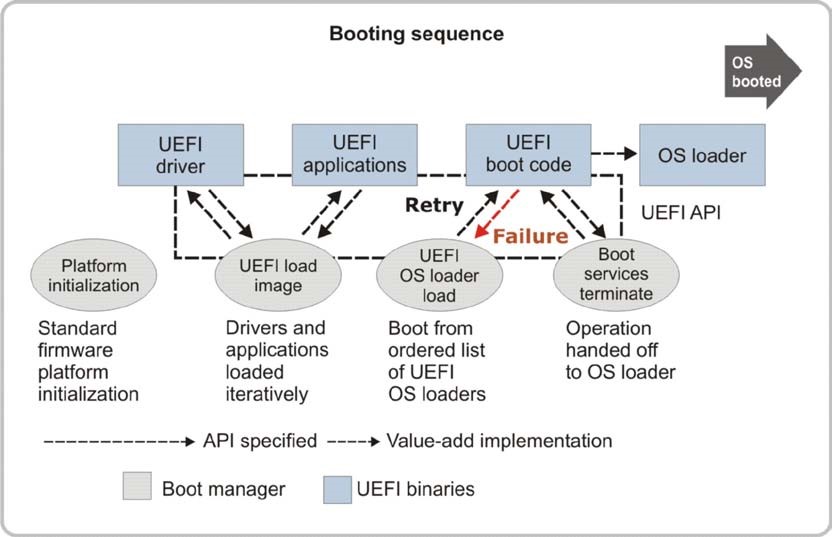 Booting sequence
OS
booted
UEFI
driver
UEFI
applications
UEFI
boot code
OS loader
Retry
Failure
UEFI API
Platform
initialization
UEFI load
image
UEFI
OS loader
load
Boot
services
terminate
Standard
firmware
platform
initialization
Drivers and
applications
loaded
iteratively
Boot from
ordered list
of UEFI
OS loaders
Operation
handed off
to OS loader
API specified
Value-add implementation
Boot manager
UEFI binaries